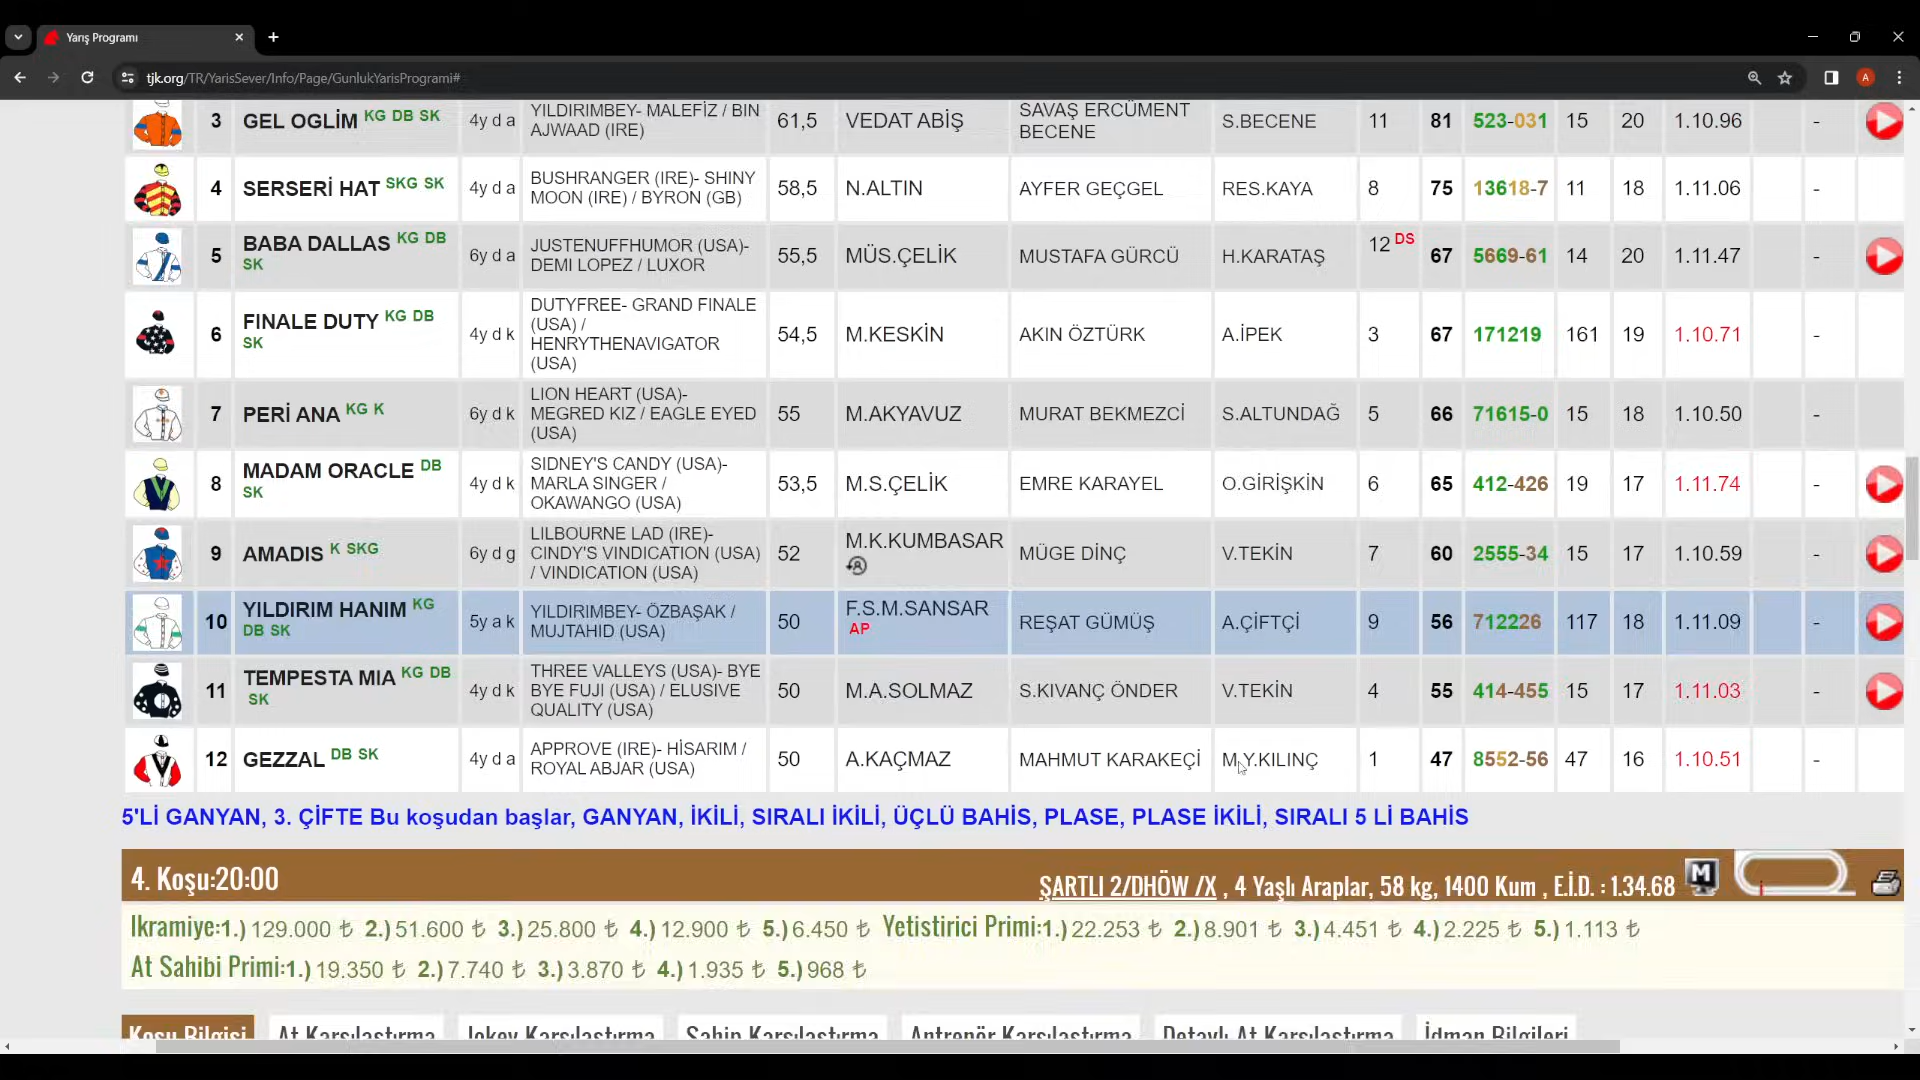 Yarış Programı
tjk.org/TR/YarisSever/Info/Page/GunlukYarisProgrami#
A
3 GEL OGLİM KG DB SK 4y d a YILDIRIMBEY- MALEFİZ / BIN AJWAAD (IRE) 61,5 VEDAT ABİŞ SAVAŞ ERCÜMENT BECENE S.BECENE 11 81 523-031 15 20 1.10.96 -
4 SERSERİ HAT SKG SK 4y d a BUSHRANGER (IRE)- SHINY MOON (IRE) / BYRON (GB) 58,5 N.ALTIN AYFER GEÇGEL RES.KAYA 8 75 13618-7 11 18 1.11.06 -
5 BABA DALLAS KG DB SK 6y d a JUSTENUFFHUMOR (USA)- DEMI LOPEZ / LUXOR 55,5 MÜS.ÇELİK MUSTAFA GÜRCÜ H.KARATAŞ 12 DS 67 5669-61 14 20 1.11.47 -
6 FINALE DUTY KG DB SK 4y d k DUTYFREE- GRAND FINALE (USA) / HENRYTHENAVIGATOR (USA) 54,5 M.KESKİN AKIN ÖZTÜRK A.İPEK 3 67 171219 161 19 1.10.71 -
7 PERİ ANA KG K 6y d k LION HEART (USA)- MEGRED KIZ / EAGLE EYED (USA) 55 M.AKYAVUZ MURAT BEKMEZCİ S.ALTUNDAĞ 5 66 71615-0 15 18 1.10.50 -
8 MADAM ORACLE DB SK 4y d k SIDNEY'S CANDY (USA)- MARLA SINGER / OKAWANGO (USA) 53,5 M.S.ÇELİK EMRE KARAYEL O.GİRİŞKİN 6 65 412-426 19 17 1.11.74 -
9 AMADIS K SKG 6y d g LILBOURNE LAD (IRE)- CINDY'S VINDICATION (USA) / VINDICATION (USA) 52 M.K.KUMBASAR MÜGE DİNÇ V.TEKİN 7 60 2555-34 15 17 1.10.59 -
10 YILDIRIM HANIM KG DB SK 5y a k YILDIRIMBEY- ÖZBAŞAK / MUJTAHID (USA) 50 F.S.M.SANSAR AP REŞAT GÜMÜŞ A.ÇİFTÇİ 9 56 712226 117 18 1.11.09 -
11 TEMPESTA MIA KG DB SK 4y d k THREE VALLEYS (USA)- BYE BYE FUJI (USA) / ELUSIVE QUALITY (USA) 50 M.A.SOLMAZ S.KIVANÇ ÖNDER V.TEKİN 4 55 414-455 15 17 1.11.03 -
12 GEZZAL DB SK 4y d a APPROVE (IRE)- HİSARIM / ROYAL ABJAR (USA) 50 A.KAÇMAZ MAHMUT KARAKEÇİ M.Y.KILINÇ 1 47 8552-56 47 16 1.10.51 -
5'Lİ GANYAN, 3. ÇİFTE Bu koşudan başlar, GANYAN, İKİLİ, SIRALI İKİLİ, ÜÇLÜ BAHİS, PLASE, PLASE İKİLİ, SIRALI 5 Lİ BAHİS
4. Koşu:20:00 ŞARTLI 2/DHÖW /X , 4 Yaşlı Araplar, 58 kg, 1400 Kum , E.İ.D. : 1.34.68 M
Ikramiye:1.) 129.000 ₺ 2.) 51.600 ₺ 3.) 25.800 ₺ 4.) 12.900 ₺ 5.) 6.450 ₺ Yetistirici Primi:1.) 22.253 ₺ 2.) 8.901 ₺ 3.) 4.451 ₺ 4.) 2.225 ₺ 5.) 1.113 ₺
At Sahibi Primi:1.) 19.350 ₺ 2.) 7.740 ₺ 3.) 3.870 ₺ 4.) 1.935 ₺ 5.) 968 ₺
Koşu Bilgisi At Karşılaştırma Jokey Karşılaştırma Sahip Karşılaştırma Antrenör Karşılaştırma Detaylı At Karşılaştırma İdman Bilgileri